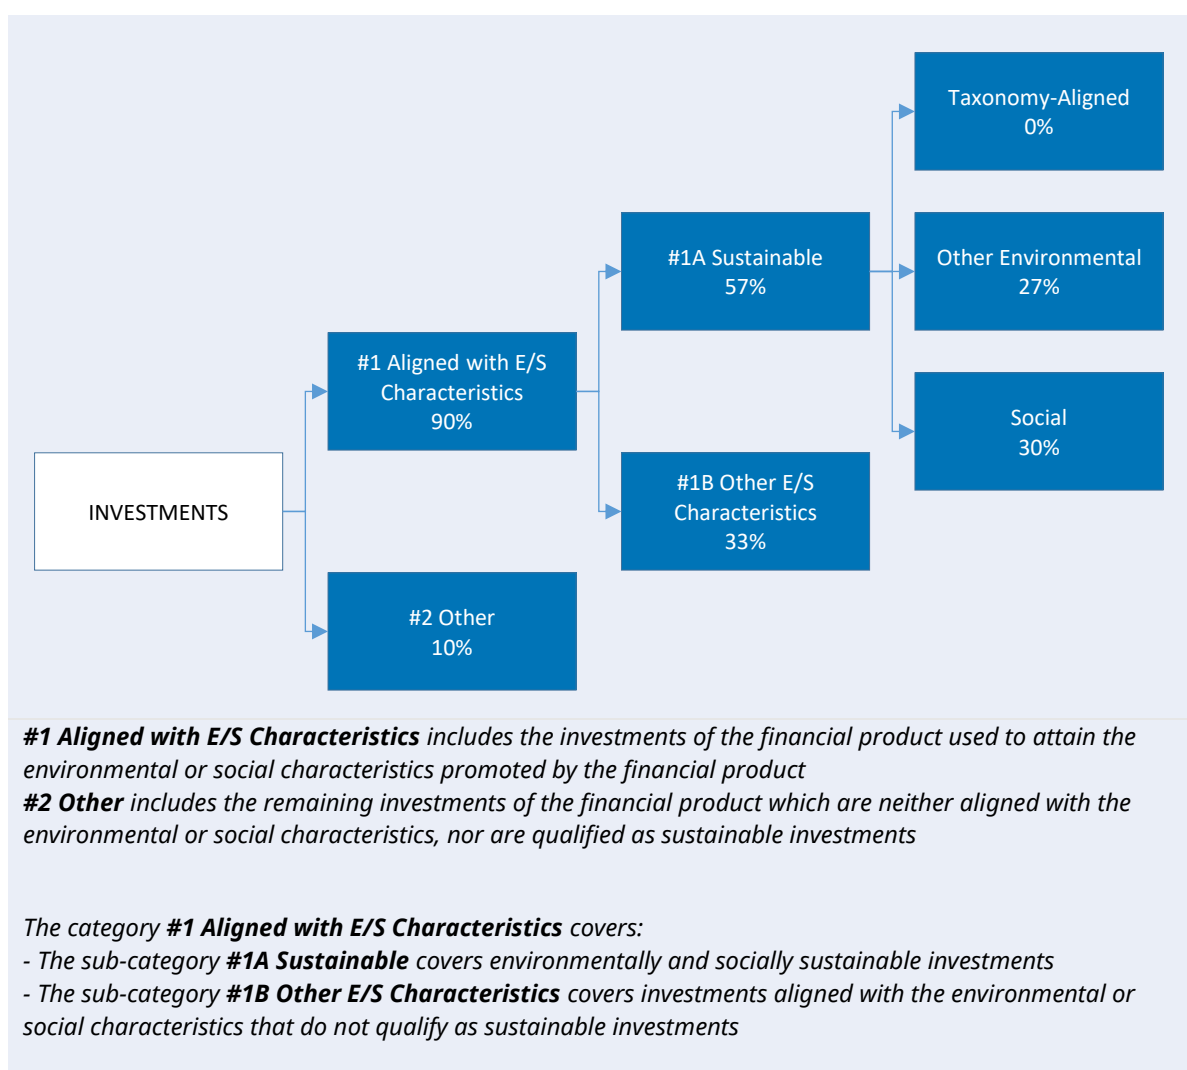 Taxonomy-Aligned
0%
#1A Sustainable
57%
Other Environmental
27%
#1 Aligned with E/S
Characteristics
90%
Social
30%
INVESTMENTS
#1B Other E/S
Characteristics
33%
#2 Other
10%
#1 Aligned with E/S Characteristics includes the investments of the financial product used to attain the
environmental or social characteristics promoted by the financial product
#2 Other includes the remaining investments of the financial product which are neither aligned with the
environmental or social characteristics, nor are qualified as sustainable investments
The category #1 Aligned with E/S Characteristics covers:
- The sub-category #1A Sustainable covers environmentally and socially sustainable investments
- The sub-category #1B Other E/S Characteristics covers investments aligned with the environmental or
social characteristics that do not qualify as sustainable investments